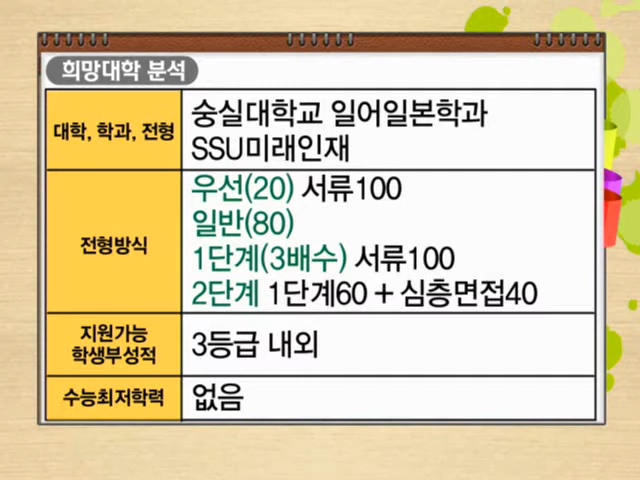 희망대학 분석
대학, 학과, 전형
숭실대학교 일어일본학과
SSU미래인재
전형방식
우선(20) 서류100
일반(80)
1단계(3배수) 서류100
2단계 1단계60 + 심층면접40
지원가능
학생부성적
3등급 내외
수능최저학력
없음